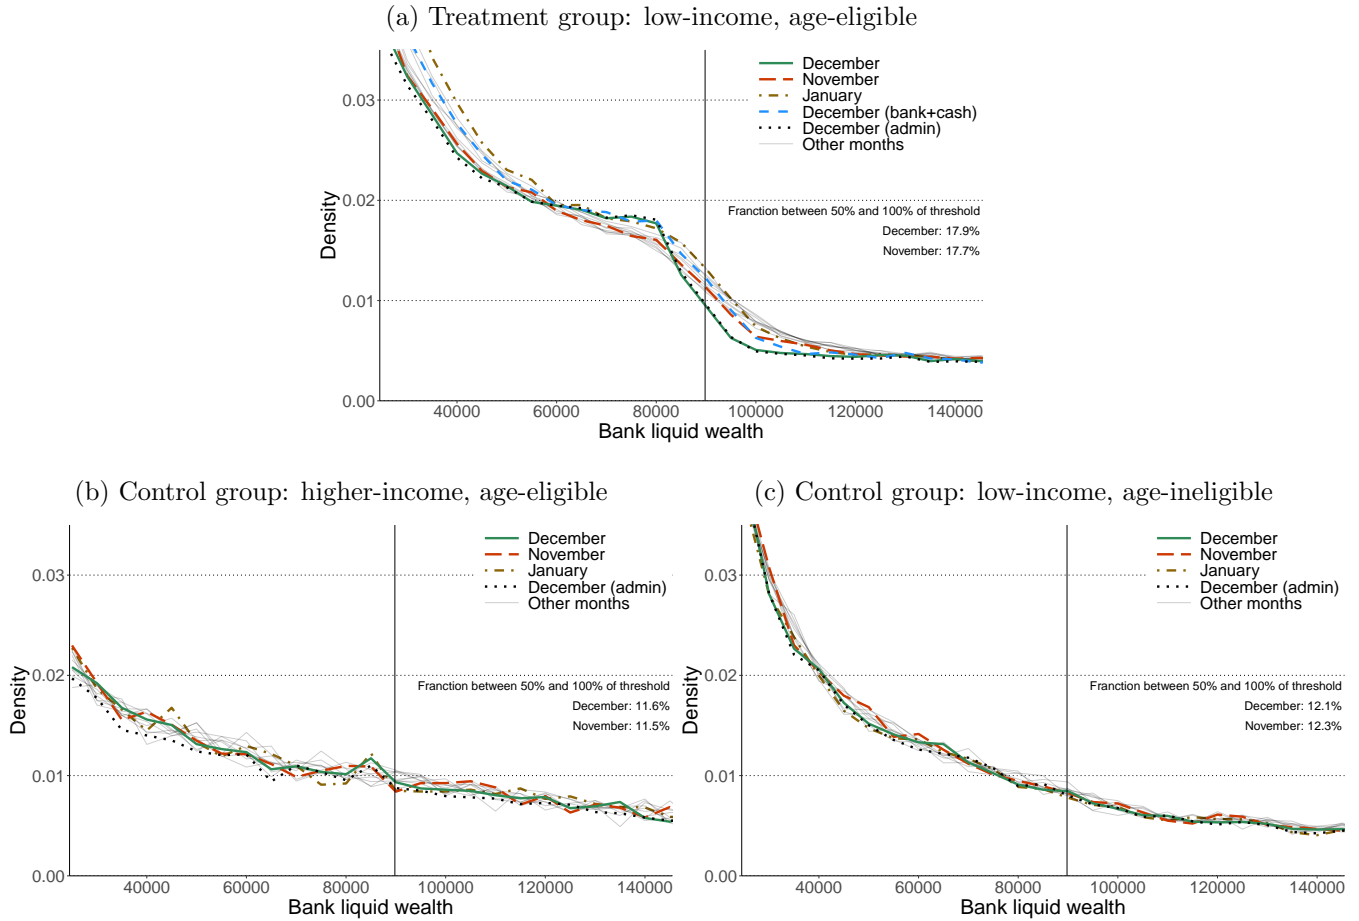 (a) Treatment group: low-income, age-eligible
December
November
January
December (bank+cash)
December (admin)
Other months
Franction between 50% and 100% of threshold
December: 17.9%
November: 17.7%
Density
0.03
0.02
0.01
0.00
40000 60000 80000 100000 120000 140000
Bank liquid wealth
(b) Control group: higher-income, age-eligible
December
November
January
December (admin)
Other months
Franction between 50% and 100% of threshold
December: 11.6%
November: 11.5%
Density
0.03
0.02
0.01
0.00
40000 60000 80000 100000 120000 140000
Bank liquid wealth
(c) Control group: low-income, age-ineligible
December
November
January
December (admin)
Other months
Franction between 50% and 100% of threshold
December: 12.1%
November: 12.3%
Density
0.03
0.02
0.01
0.00
40000 60000 80000 100000 120000 140000
Bank liquid wealth